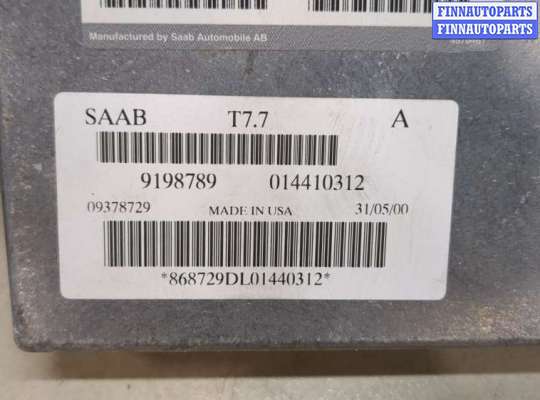 FINNAUTOPARTS
FINNAUTOPARTS
Manufactured by Saab Automobile AB
SAAB T7.7 A
9198789 014410312
09378729 MADE IN USA 31/05/00
*868729DL01440312*